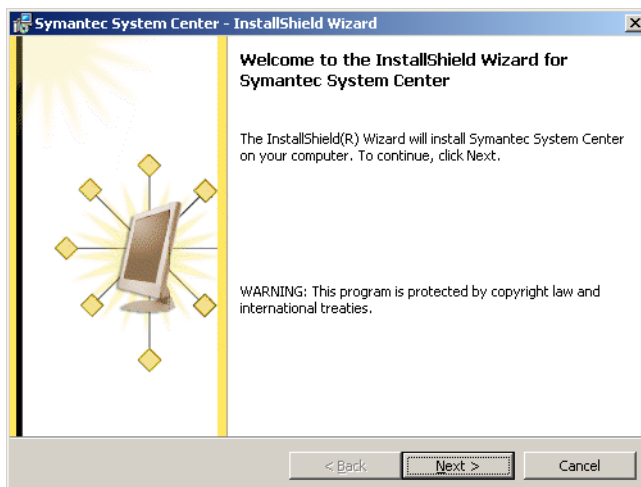 Symantec System Center - InstallShield Wizard
Welcome to the InstallShield Wizard for
Symantec System Center
The InstallShield(R) Wizard will install Symantec System Center
on your computer. To continue, click Next.
WARNING: This program is protected by copyright law and
international treaties.
< Back
Next >
Cancel